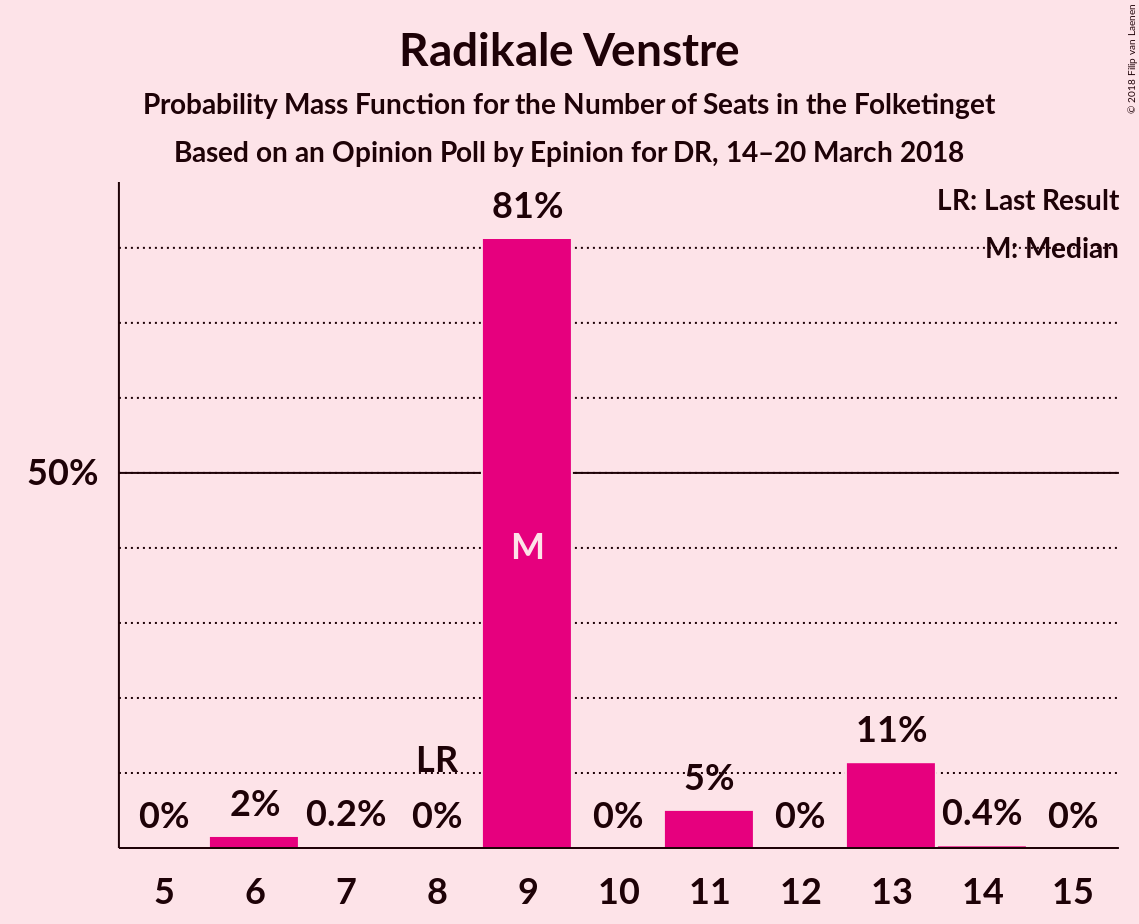 Radikale Venstre
Probability Mass Function for the Number of Seats in the Folketinget
Based on an Opinion Poll by Epinion for DR, 14–20 March 2018
© 2018 Filip van Laenen
LR: Last Result
M: Median
50%
0%
2%
0.2%
LR
0%
81%
M
0%
5%
0%
11%
0.4%
0%
5 6 7 8 9 10 11 12 13 14 15